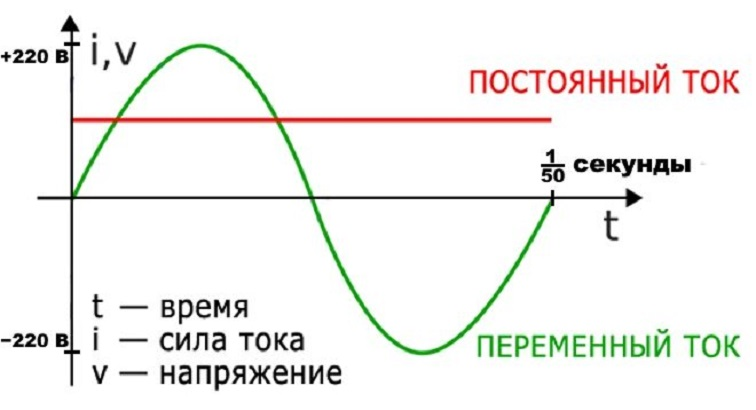 +220 В
i,v
ПОСТОЯННЫЙ ТОК
1/50 секунды
t
t — время
i — сила тока
v — напряжение
−220 В
ПЕРЕМЕННЫЙ ТОК